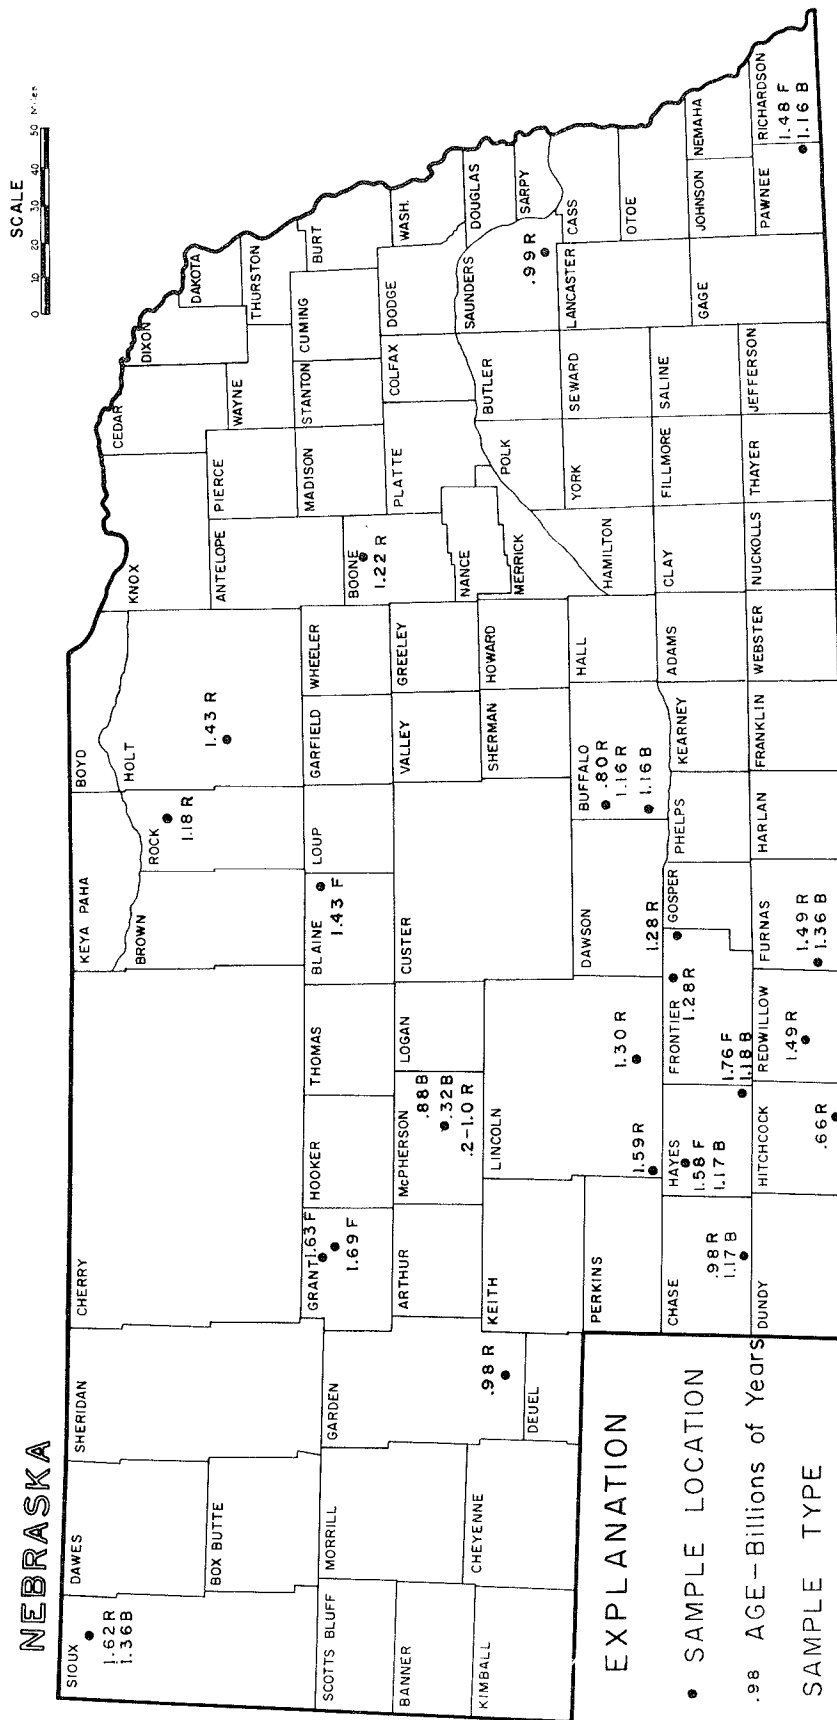 NEBRASKA
SCALE
0 10 20 30 40 50 Miles
SIOUX
1.62R
1.36B
DAWES
BOX BUTTE
SHERIDAN
CHERRY
KEYA PAHA
BROWN
ROCK
1.18 R
BOYD
HOLT
1.43 R
KNOX
ANTELOPE
PIERCE
CEDAR
WAYNE
DIXON
DAKOTA
THURSTON
SCOTTS BLUFF
BANNER
KIMBALL
MORRILL
CHEYENNE
GARDEN
.98 R
DEUEL
GRANT
1.63 F
1.69 F
HOOKER
THOMAS
BLAINE
1.43 F
LOUP
GARFIELD
WHEELER
BOONE
1.22 R
MADISON
STANTON
CUMING
BURT
ARTHUR
McPHERSON
.88 B
.32B
.2-1.0 R
LOGAN
CUSTER
VALLEY
GREELEY
NANCE
PLATTE
COLFAX
DODGE
WASH.
KEITH
LINCOLN
1.30 R
1.59R
SHERMAN
HOWARD
MERRICK
POLK
BUTLER
SAUNDERS
.99 R
DOUGLAS
SARPY
PERKINS
DAWSON
1.28 R
BUFFALO
.80 R
1.16 R
1.16 B
HALL
HAMILTON
YORK
SEWARD
LANCASTER
CASS
OTOE
CHASE
.98 R
1.17 B
HAYES
1.58 F
1.17 B
FRONTIER
1.28R
1.76 F
1.18 B
GOSPER
PHELPS
KEARNEY
ADAMS
CLAY
FILLMORE
SALINE
GAGE
JOHNSON
NEMAHA
DUNDY
HITCHCOCK
.66 R
REDWILLOW
1.49 R
FURNAS
1.49 R
1.36 B
HARLAN
FRANKLIN
WEBSTER
NUCKOLLS
THAYER
JEFFERSON
PAWNEE
RICHARDSON
1.48 F
1.16 B
EXPLANATION
SAMPLE LOCATION
.98 AGE-Billions of Years
SAMPLE TYPE